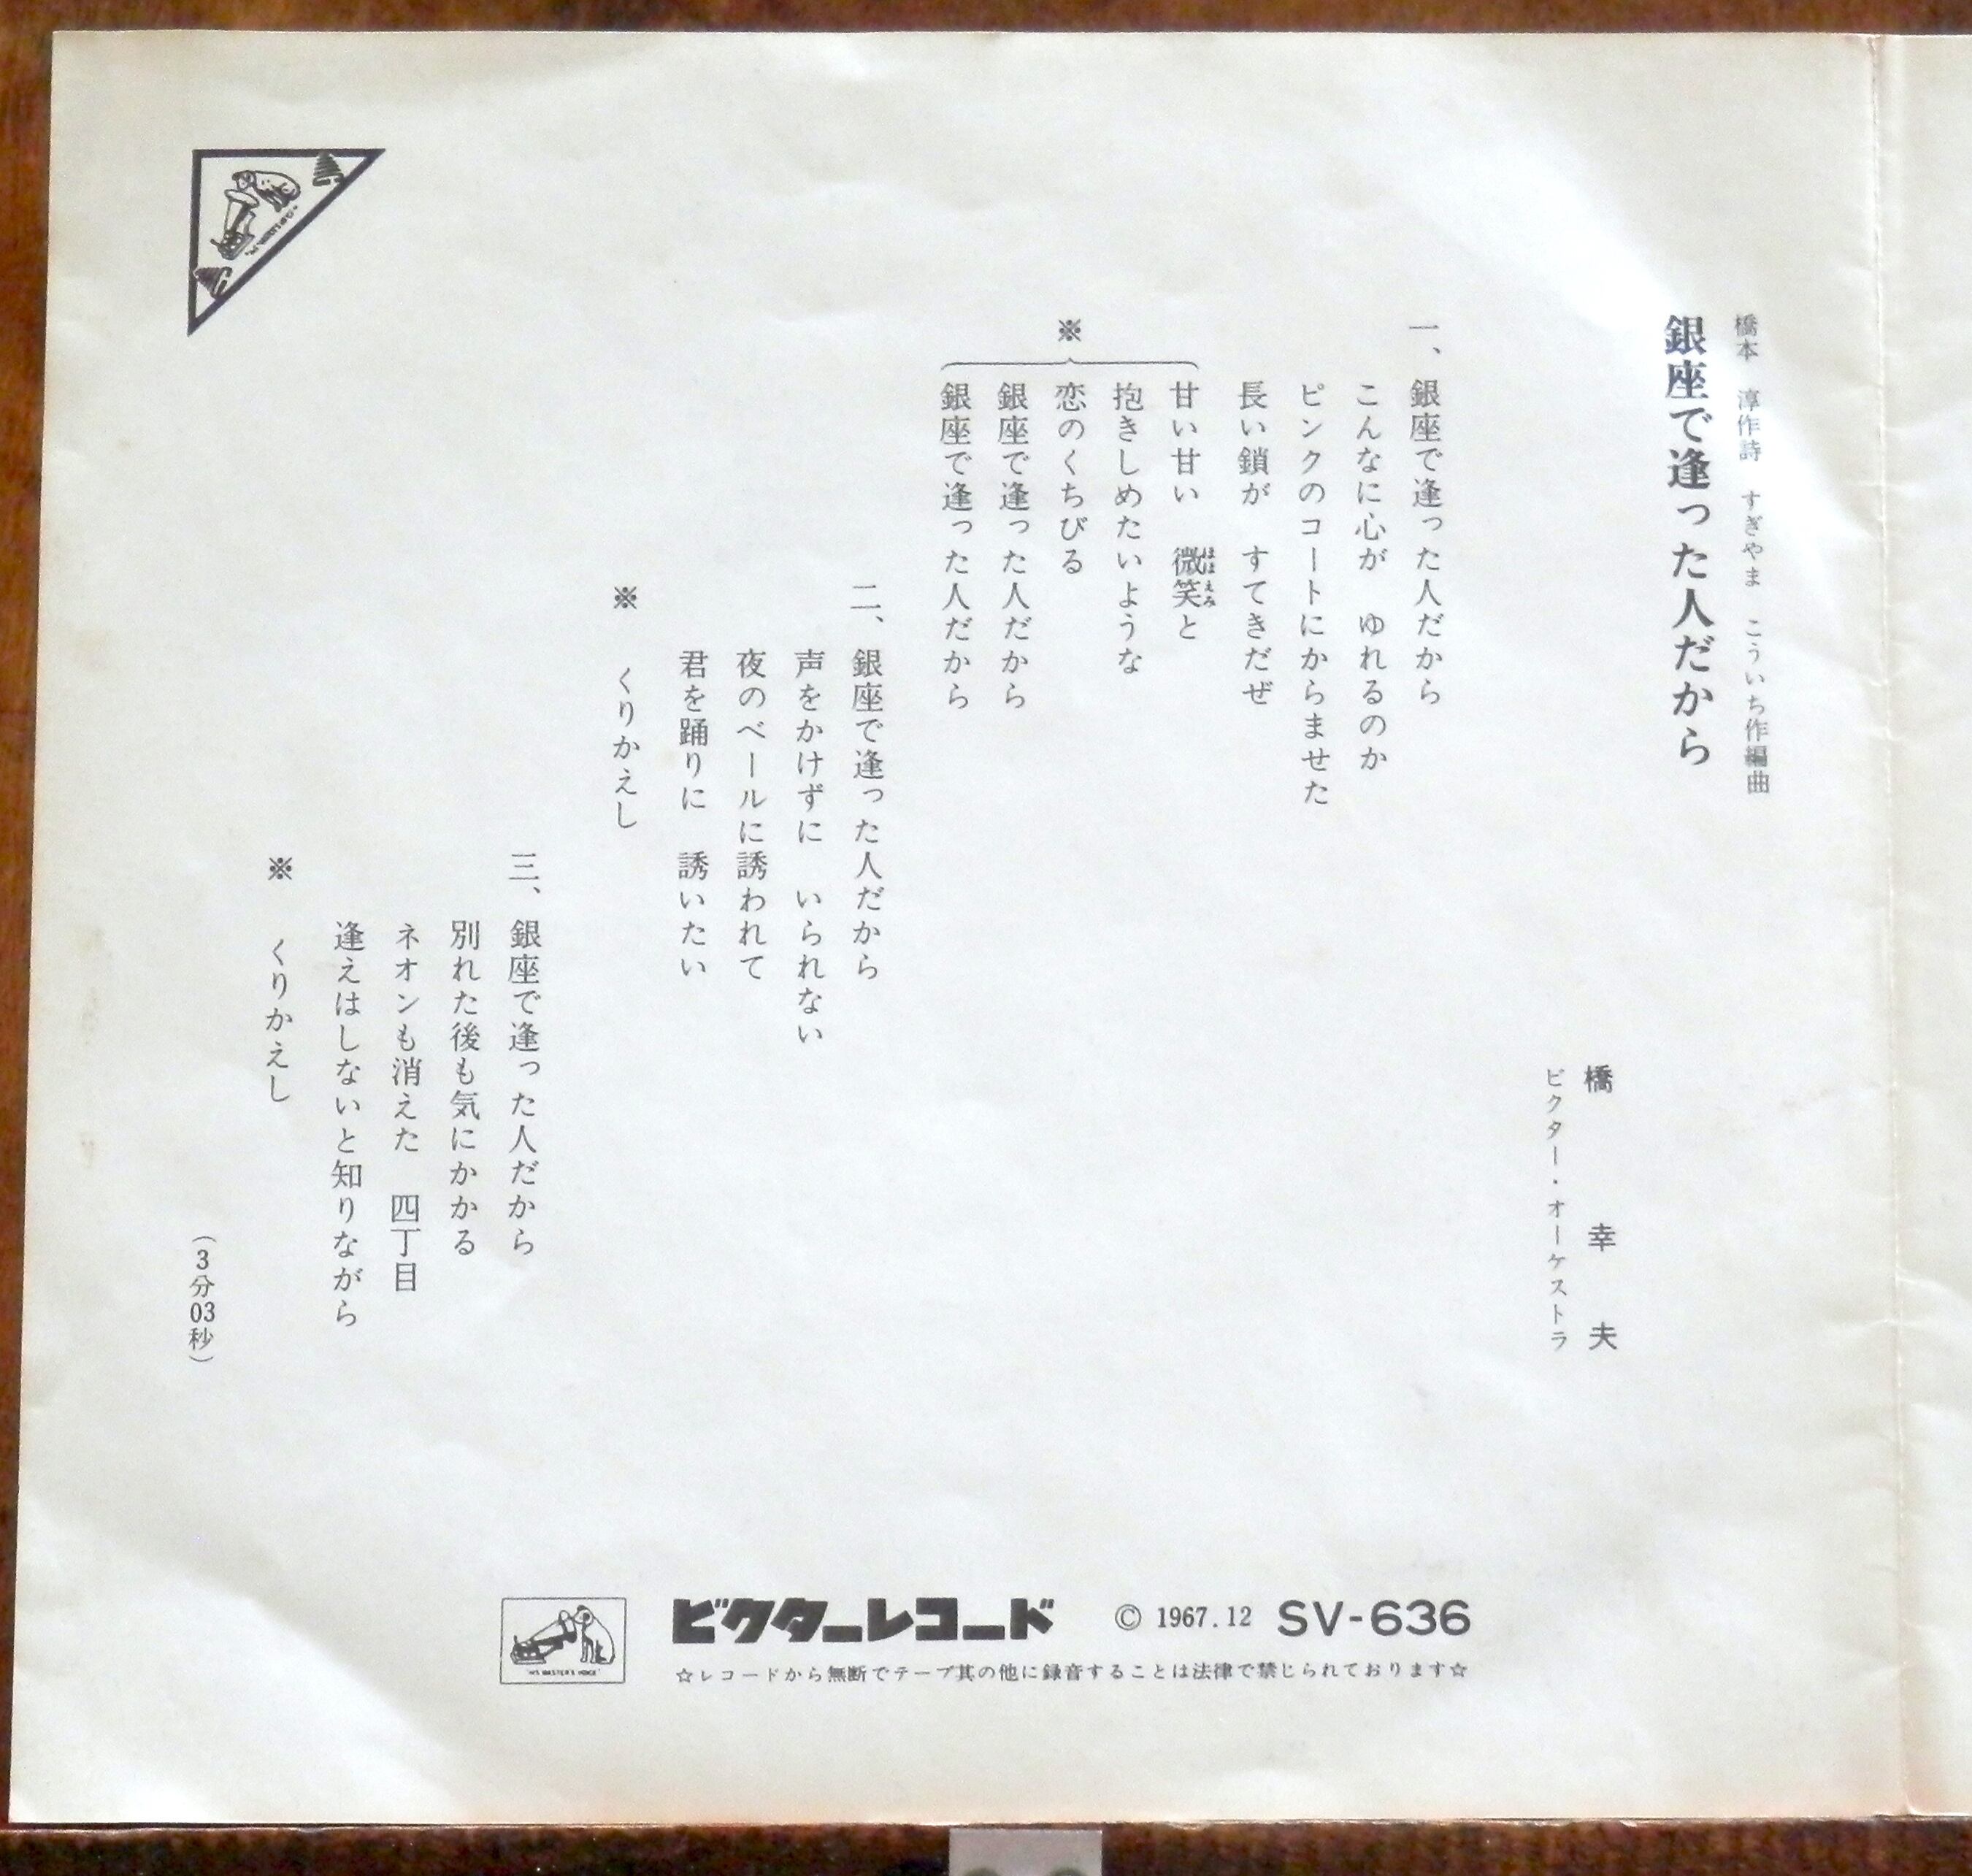 橋本　淳作詩　すぎやま　こういち作編曲
銀座で逢った人だから
橋　幸　夫
ビクター・オーケストラ
一、銀座で逢った人だから
こんなに心が　ゆれるのか
ピンクのコートにからませた
長い鎖が　すてきだぜ
※
甘い甘い　微笑と
ほほえみ
抱きしめたいような
恋のくちびる
銀座で逢った人だから
銀座で逢った人だから
二、銀座で逢った人だから
声をかけずに　いられない
夜のベールに誘われて
君を踊りに　誘いたい
※　くりかえし
三、銀座で逢った人だから
別れた後も気にかかる
ネオンも消えた　四丁目
逢えはしないと知りながら
※　くりかえし
（3分03秒）
ビクターレコード　© 1967.12　SV-636
☆レコードから無断でテープ其の他に録音することは法律で禁じられております☆
"HIS MASTER'S VOICE"